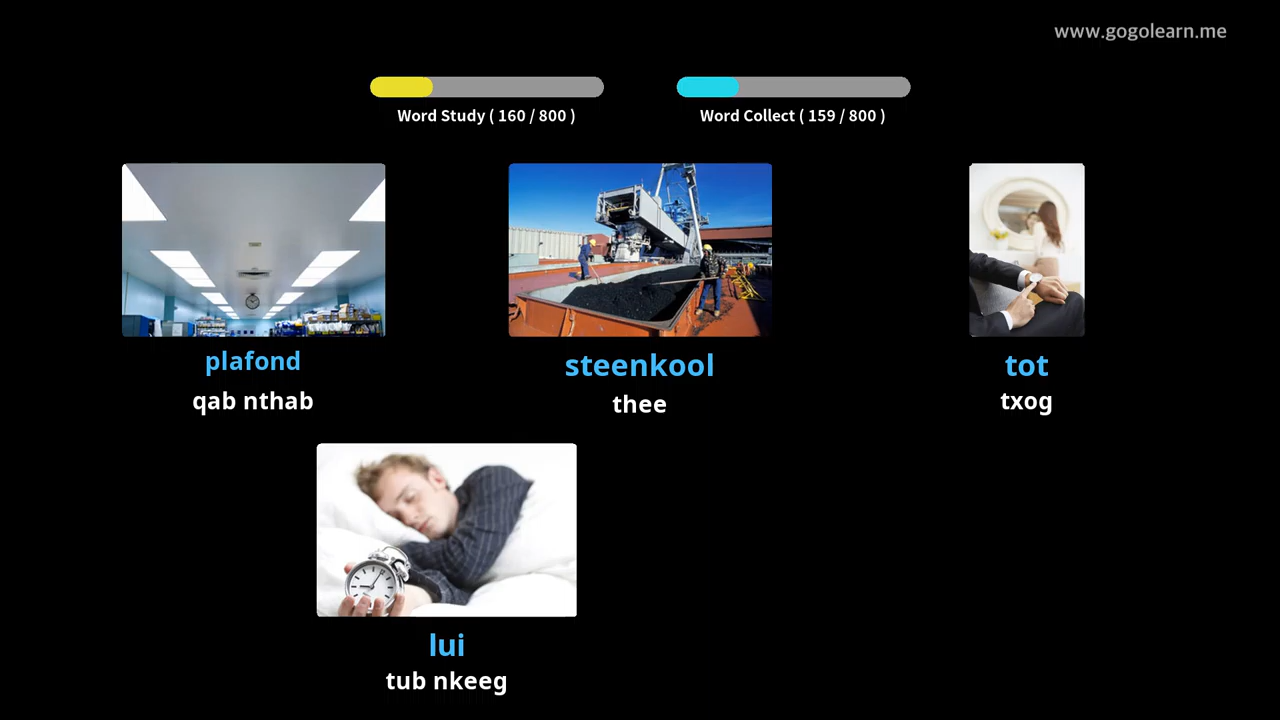 www.gogolearn.me
Word Study ( 160 / 800 )
Word Collect ( 159 / 800 )
plafond
qab nthab
steenkool
thee
tot
txog
lui
tub nkeeg